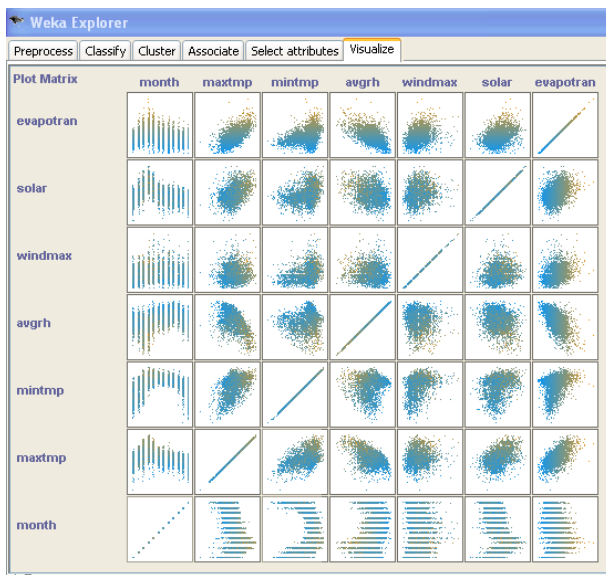 Weka Explorer
Preprocess Classify Cluster Associate Select attributes Visualize
Plot Matrix month maxtmp mintmp avgrh windmax solar evapotran
evapotran
solar
windmax
avgrh
mintmp
maxtmp
month